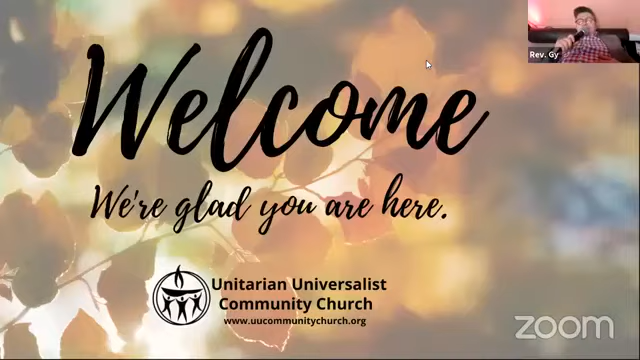 Rev. Gy
Welcome
We're glad you are here.
Unitarian Universalist
Community Church
www.uucommunitychurch.org
zoom